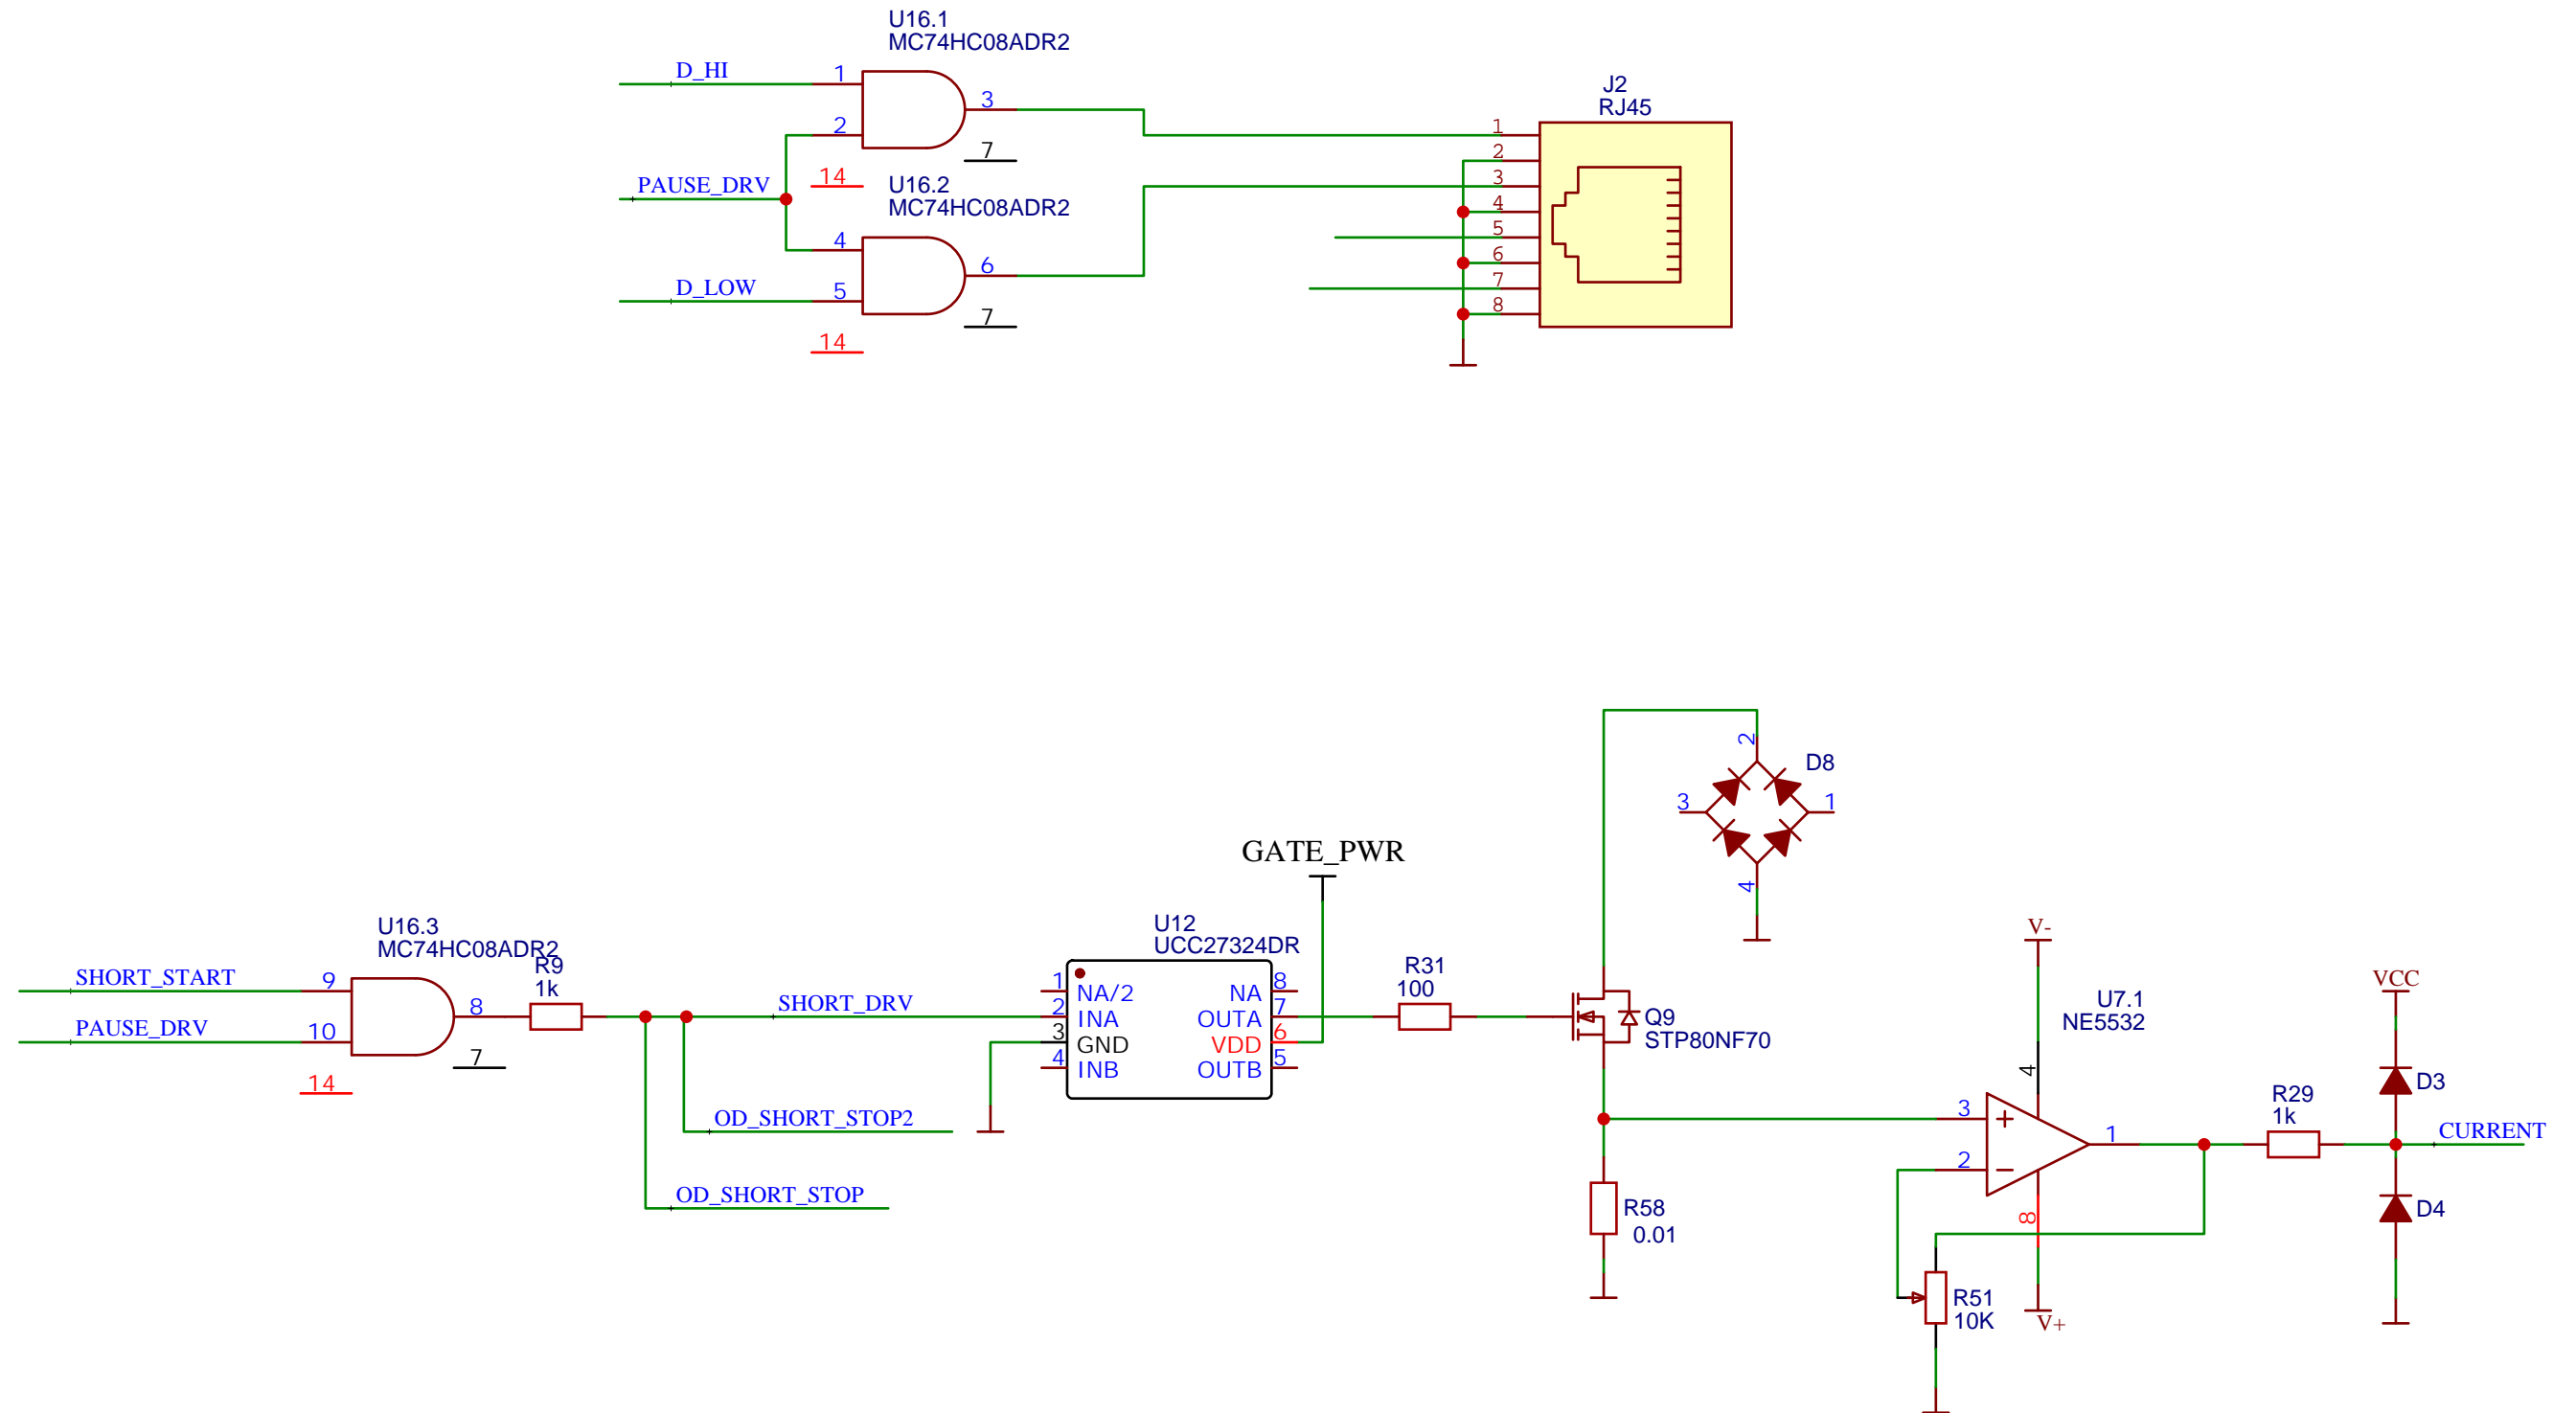 U16.1
MC74HC08ADR2
D_HI
1
2
3
7
14
PAUSE_DRV
U16.2
MC74HC08ADR2
4
5
6
7
14
D_LOW
J2
RJ45
1
2
3
4
5
6
7
8
U16.3
MC74HC08ADR2
SHORT_START
9
PAUSE_DRV
10
8
7
14
R9
1k
SHORT_DRV
OD_SHORT_STOP2
OD_SHORT_STOP
GATE_PWR
U12
UCC27324DR
1 NA/2 NA 8
2 INA OUTA 7
3 GND VDD 6
4 INB OUTB 5
R31
100
Q9
STP80NF70
2
D8
3
1
4
R58
0.01
V-
4
U7.1
NE5532
3
2
1
8
V+
R51
10K
R29
1k
VCC
D3
CURRENT
D4